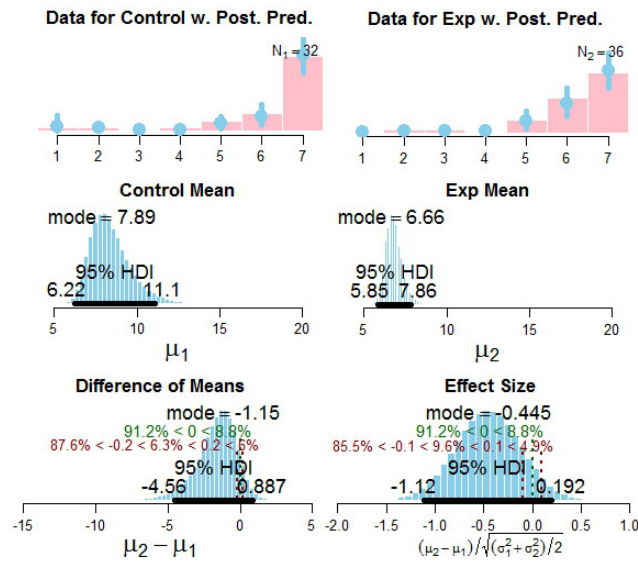 Data for Control w. Post. Pred.
N₁ = 32
1 2 3 4 5 6 7
Data for Exp w. Post. Pred.
N₂ = 36
1 2 3 4 5 6 7
Control Mean
mode = 7.89
95% HDI
6.22 11.1
5 10 15 20
μ₁
Exp Mean
mode = 6.66
95% HDI
5.85 7.86
5 10 15 20
μ₂
Difference of Means
mode = -1.15
91.2% < 0 < 8.8%
87.6% < -0.2 < 6.3% < 0.2 < 6%
95% HDI
-4.56 0.887
-15 -10 -5 0 5
μ₂ − μ₁
Effect Size
mode = -0.445
91.2% < 0 < 8.8%
85.5% < -0.1 < 9.6% < 0.1 < 4.9%
95% HDI
-1.12 0.192
-2.0 -1.5 -1.0 -0.5 0.0 0.5 1.0
(μ₂ − μ₁)/√(σ₁² + σ₂²)/2